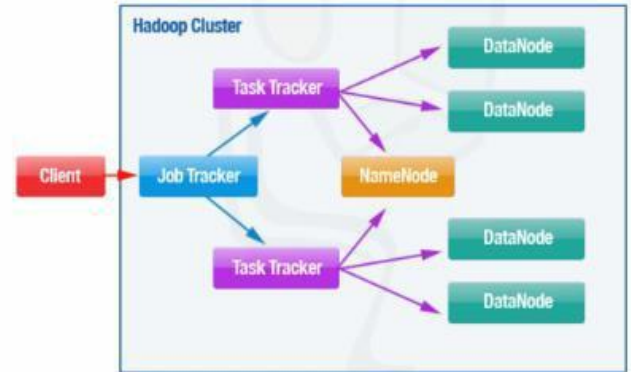 Hadoop Cluster
DataNode
Task Tracker
DataNode
Client
Job Tracker
NameNode
DataNode
Task Tracker
DataNode